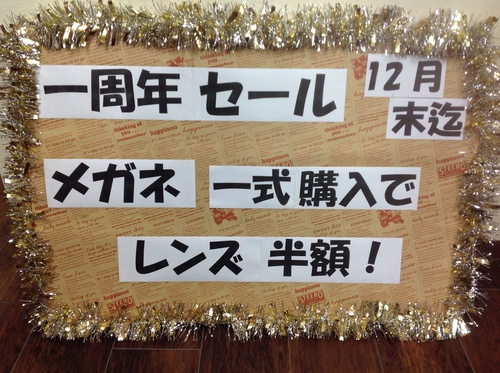 一周年 セール
12月
末迄
メガネ 一式購入で
レンズ 半額！